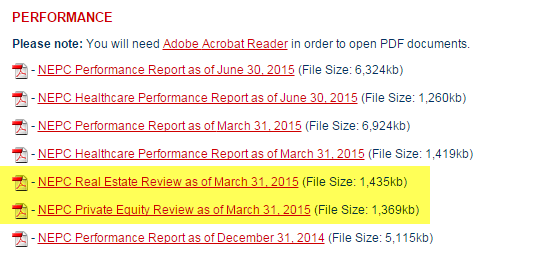 PERFORMANCE
Please note: You will need Adobe Acrobat Reader in order to open PDF documents.
- NEPC Performance Report as of June 30, 2015 (File Size: 6,324kb)
- NEPC Healthcare Performance Report as of June 30, 2015 (File Size: 1,260kb)
- NEPC Performance Report as of March 31, 2015 (File Size: 6,924kb)
- NEPC Healthcare Performance Report as of March 31, 2015 (File Size: 1,419kb)
- NEPC Real Estate Review as of March 31, 2015 (File Size: 1,435kb)
- NEPC Private Equity Review as of March 31, 2015 (File Size: 1,369kb)
- NEPC Performance Report as of December 31, 2014 (File Size: 5,115kb)